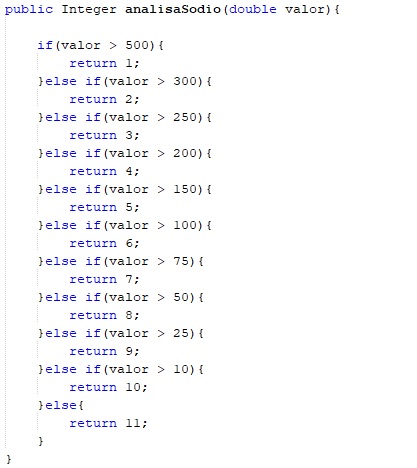 public Integer analisaSodio(double valor){
if(valor > 500){
return 1;
}else if(valor > 300){
return 2;
}else if(valor > 250){
return 3;
}else if(valor > 200){
return 4;
}else if(valor > 150){
return 5;
}else if(valor > 100){
return 6;
}else if(valor > 75){
return 7;
}else if(valor > 50){
return 8;
}else if(valor > 25){
return 9;
}else if(valor > 10){
return 10;
}else{
return 11;
}
}